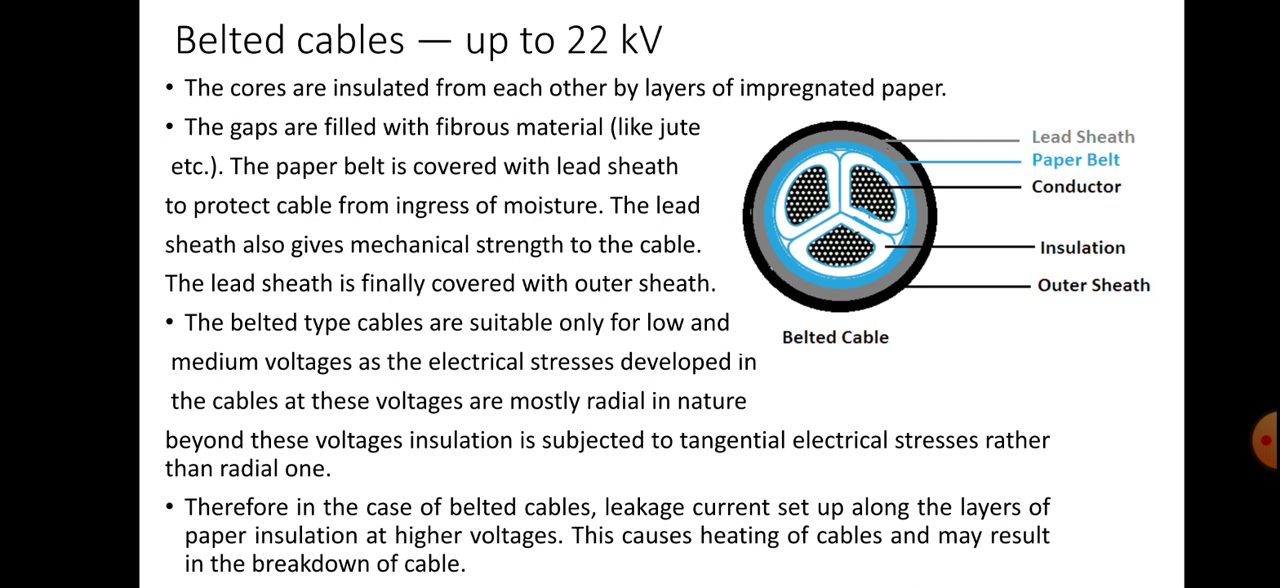 Belted cables — up to 22 kV
• The cores are insulated from each other by layers of impregnated paper.
• The gaps are filled with fibrous material (like jute
etc.). The paper belt is covered with lead sheath
to protect cable from ingress of moisture. The lead
sheath also gives mechanical strength to the cable.
The lead sheath is finally covered with outer sheath.
• The belted type cables are suitable only for low and
medium voltages as the electrical stresses developed in
the cables at these voltages are mostly radial in nature
beyond these voltages insulation is subjected to tangential electrical stresses rather
than radial one.
• Therefore in the case of belted cables, leakage current set up along the layers of
paper insulation at higher voltages. This causes heating of cables and may result
in the breakdown of cable.
Lead Sheath
Paper Belt
Conductor
Insulation
Outer Sheath
Belted Cable